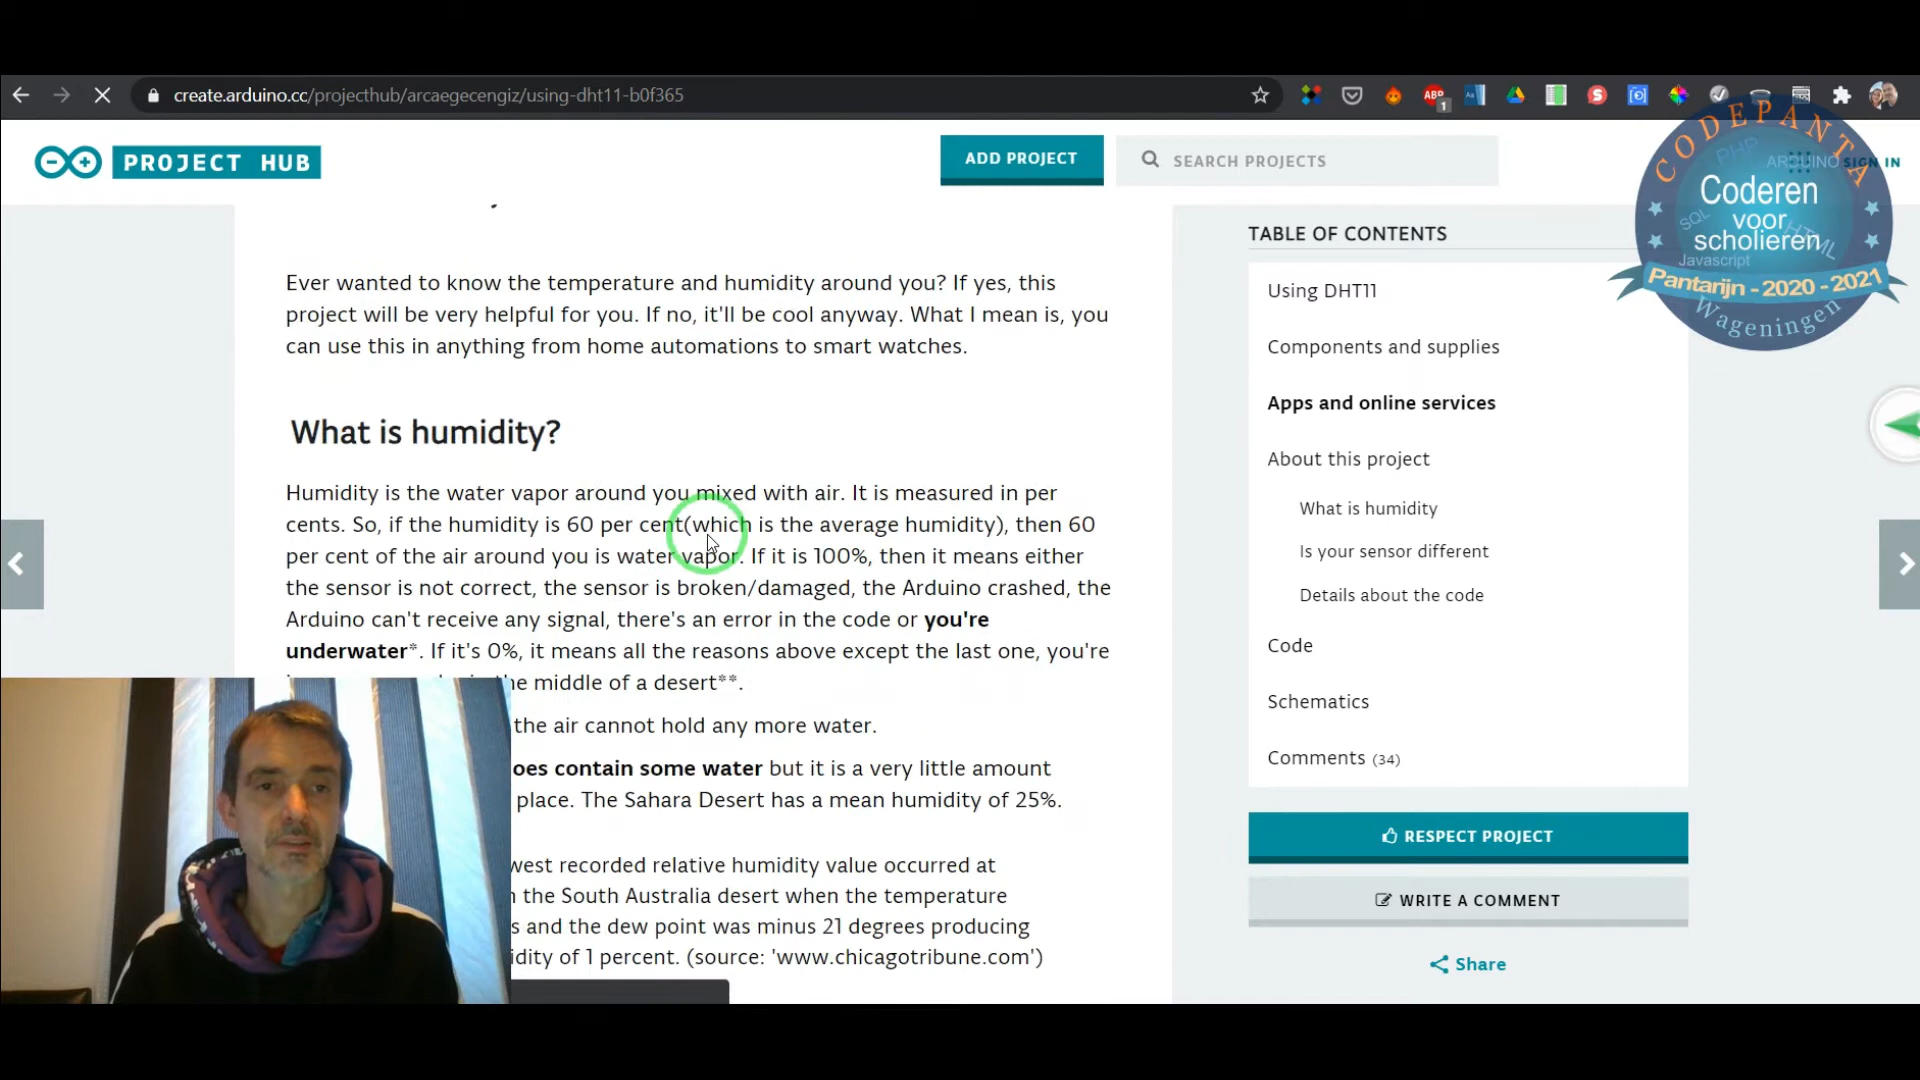 create.arduino.cc/projecthub/arcaegecengiz/using-dht11-b0f365
ABP
1
PROJECT HUB
ADD PROJECT
SEARCH PROJECTS
ARDUINO SIGN IN
CODEPANTA
PHP
Coderen
SQL
voor
HTML
scholieren
Javascript
Pantarijn - 2020 - 2021
Wageningen
Ever wanted to know the temperature and humidity around you? If yes, this
project will be very helpful for you. If no, it'll be cool anyway. What I mean is, you
can use this in anything from home automations to smart watches.
What is humidity?
Humidity is the water vapor around you mixed with air. It is measured in per
cents. So, if the humidity is 60 per cent(which is the average humidity), then 60
per cent of the air around you is water vapor. If it is 100%, then it means either
the sensor is not correct, the sensor is broken/damaged, the Arduino crashed, the
Arduino can't receive any signal, there's an error in the code or you're
underwater*. If it's 0%, it means all the reasons above except the last one, you're
the middle of a desert**.
the air cannot hold any more water.
oes contain some water but it is a very little amount
place. The Sahara Desert has a mean humidity of 25%.
west recorded relative humidity value occurred at
the South Australia desert when the temperature
s and the dew point was minus 21 degrees producing
idity of 1 percent. (source: 'www.chicagotribune.com')
TABLE OF CONTENTS
Using DHT11
Components and supplies
Apps and online services
About this project
What is humidity
Is your sensor different
Details about the code
Code
Schematics
Comments (34)
RESPECT PROJECT
WRITE A COMMENT
Share